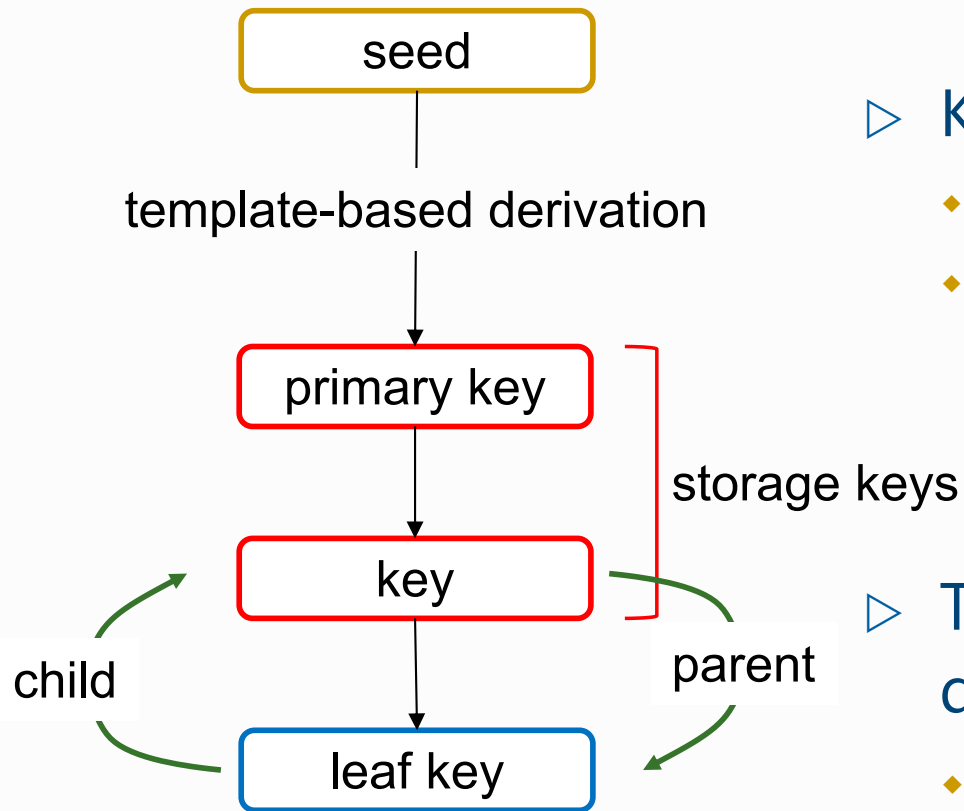 seed
template-based derivation
primary key
storage keys
key
child
parent
leaf key